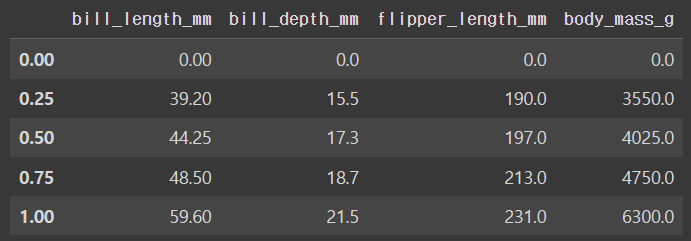 bill_length_mm bill_depth_mm flipper_length_mm body_mass_g
0.00 0.00 0.0 0.0 0.0
0.25 39.20 15.5 190.0 3550.0
0.50 44.25 17.3 197.0 4025.0
0.75 48.50 18.7 213.0 4750.0
1.00 59.60 21.5 231.0 6300.0